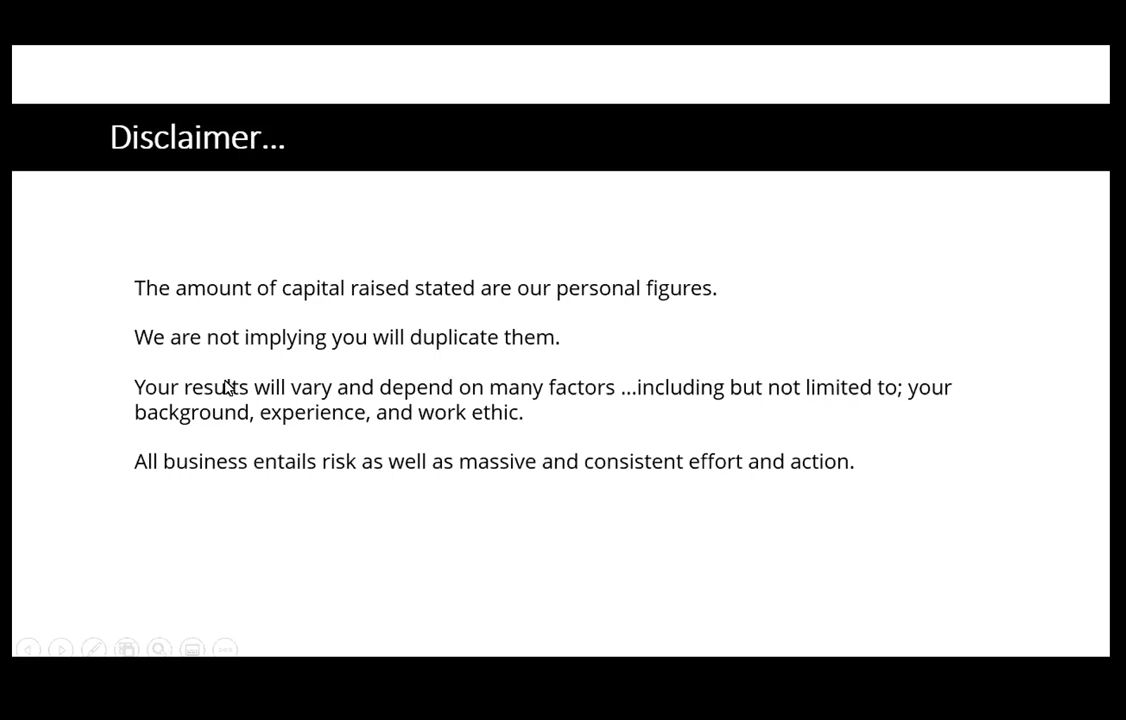 Disclaimer...
The amount of capital raised stated are our personal figures.
We are not implying you will duplicate them.
Your results will vary and depend on many factors ...including but not limited to; your
background, experience, and work ethic.
All business entails risk as well as massive and consistent effort and action.